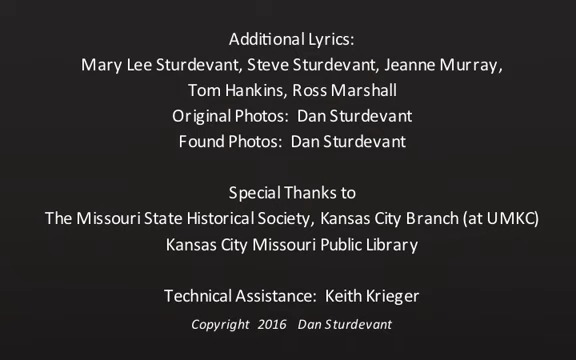 Additional Lyrics:
Mary Lee Sturdevant, Steve Sturdevant, Jeanne Murray,
Tom Hankins, Ross Marshall
Original Photos: Dan Sturdevant
Found Photos: Dan Sturdevant
Special Thanks to
The Missouri State Historical Society, Kansas City Branch (at UMKC)
Kansas City Missouri Public Library
Technical Assistance: Keith Krieger
Copyright 2016 Dan Sturdevant